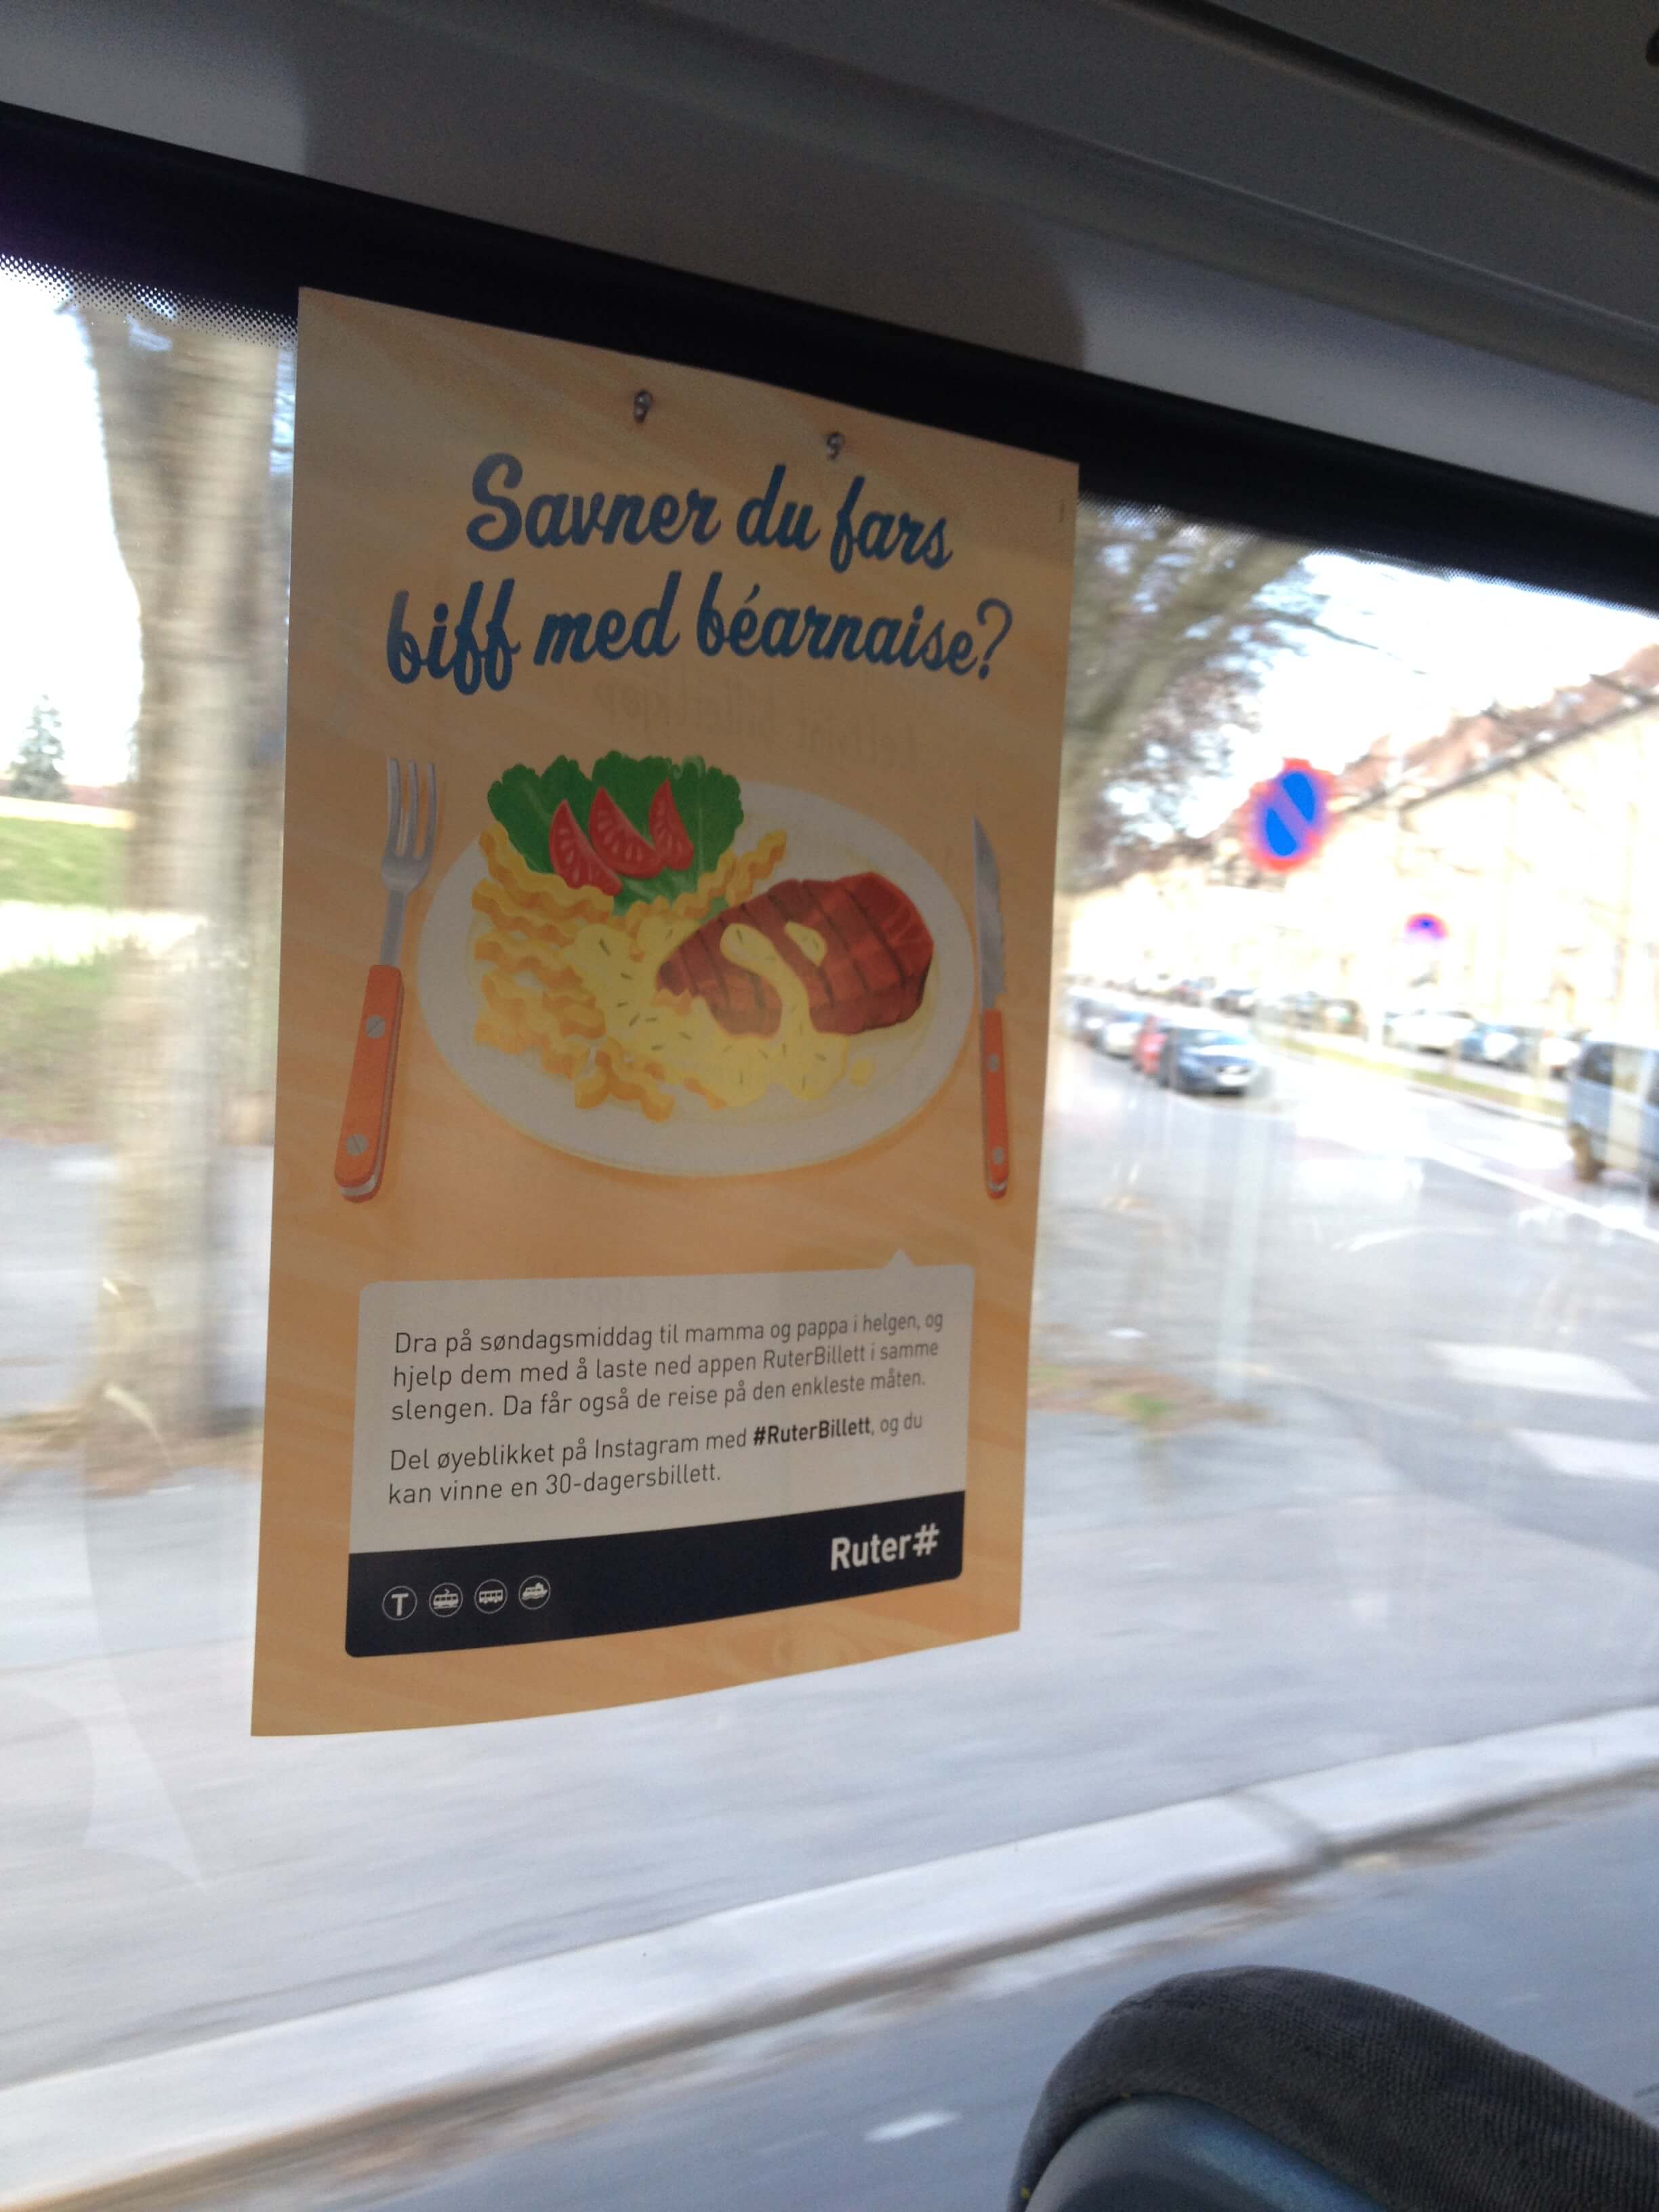 Savner du fars
biff med béarnaise?
Dra på søndagsmiddag til mamma og pappa i helgen, og
hjelp dem med å laste ned appen RuterBillett i samme
slengen. Da får også de reise på den enkleste måten.
Del øyeblikket på Instagram med #RuterBillett, og du
kan vinne en 30-dagersbillett.
Ruter#
T